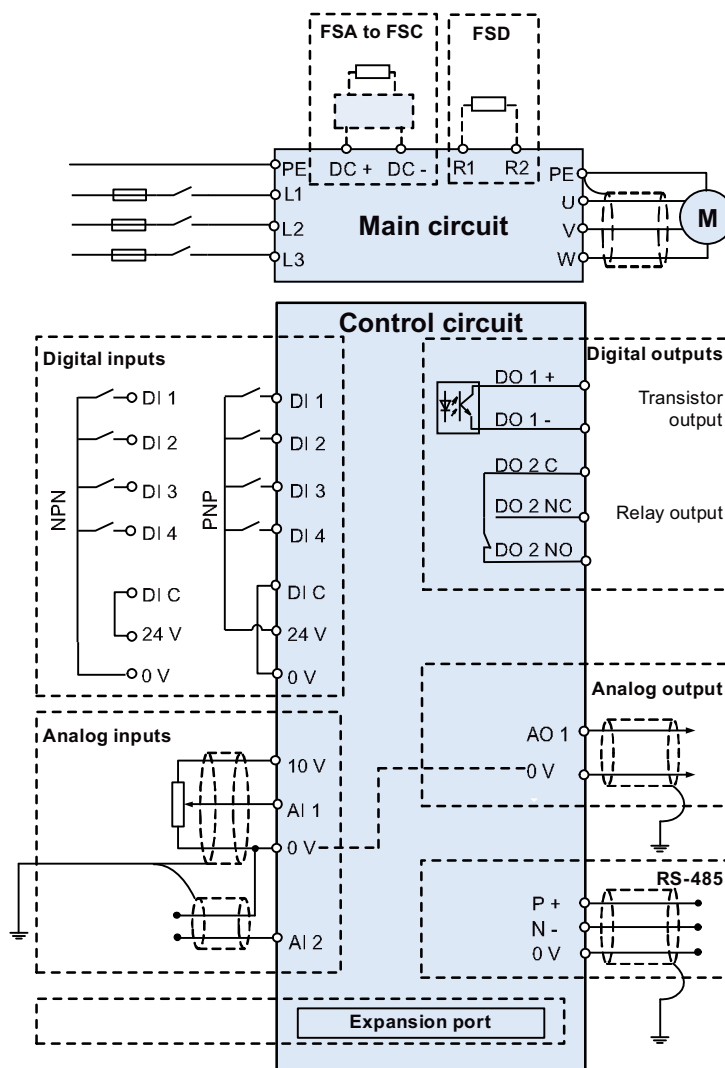 FSA to FSC
FSD
PE
DC +
DC -
R1
R2
PE
L1
U
L2
Main circuit
V
M
L3
W
Control circuit
Digital inputs
NPN
DI 1
DI 2
DI 3
DI 4
DI C
24 V
0 V
PNP
DI 1
DI 2
DI 3
DI 4
DI C
24 V
0 V
Digital outputs
DO 1 +
Transistor
output
DO 1 -
DO 2 C
DO 2 NC
Relay output
DO 2 NO
Analog inputs
10 V
AI 1
0 V
AI 2
Analog output
AO 1
0 V
RS-485
P +
N -
0 V
Expansion port